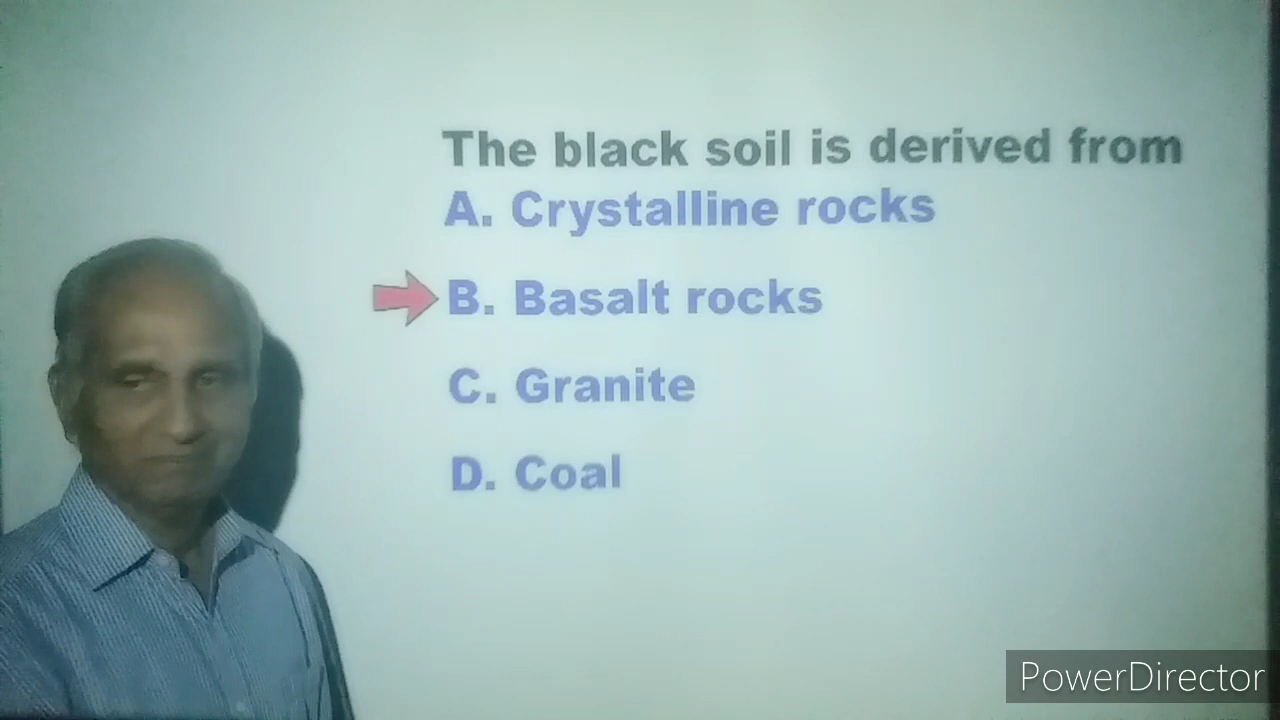 The black soil is derived from
A. Crystalline rocks
B. Basalt rocks
C. Granite
D. Coal
PowerDirector